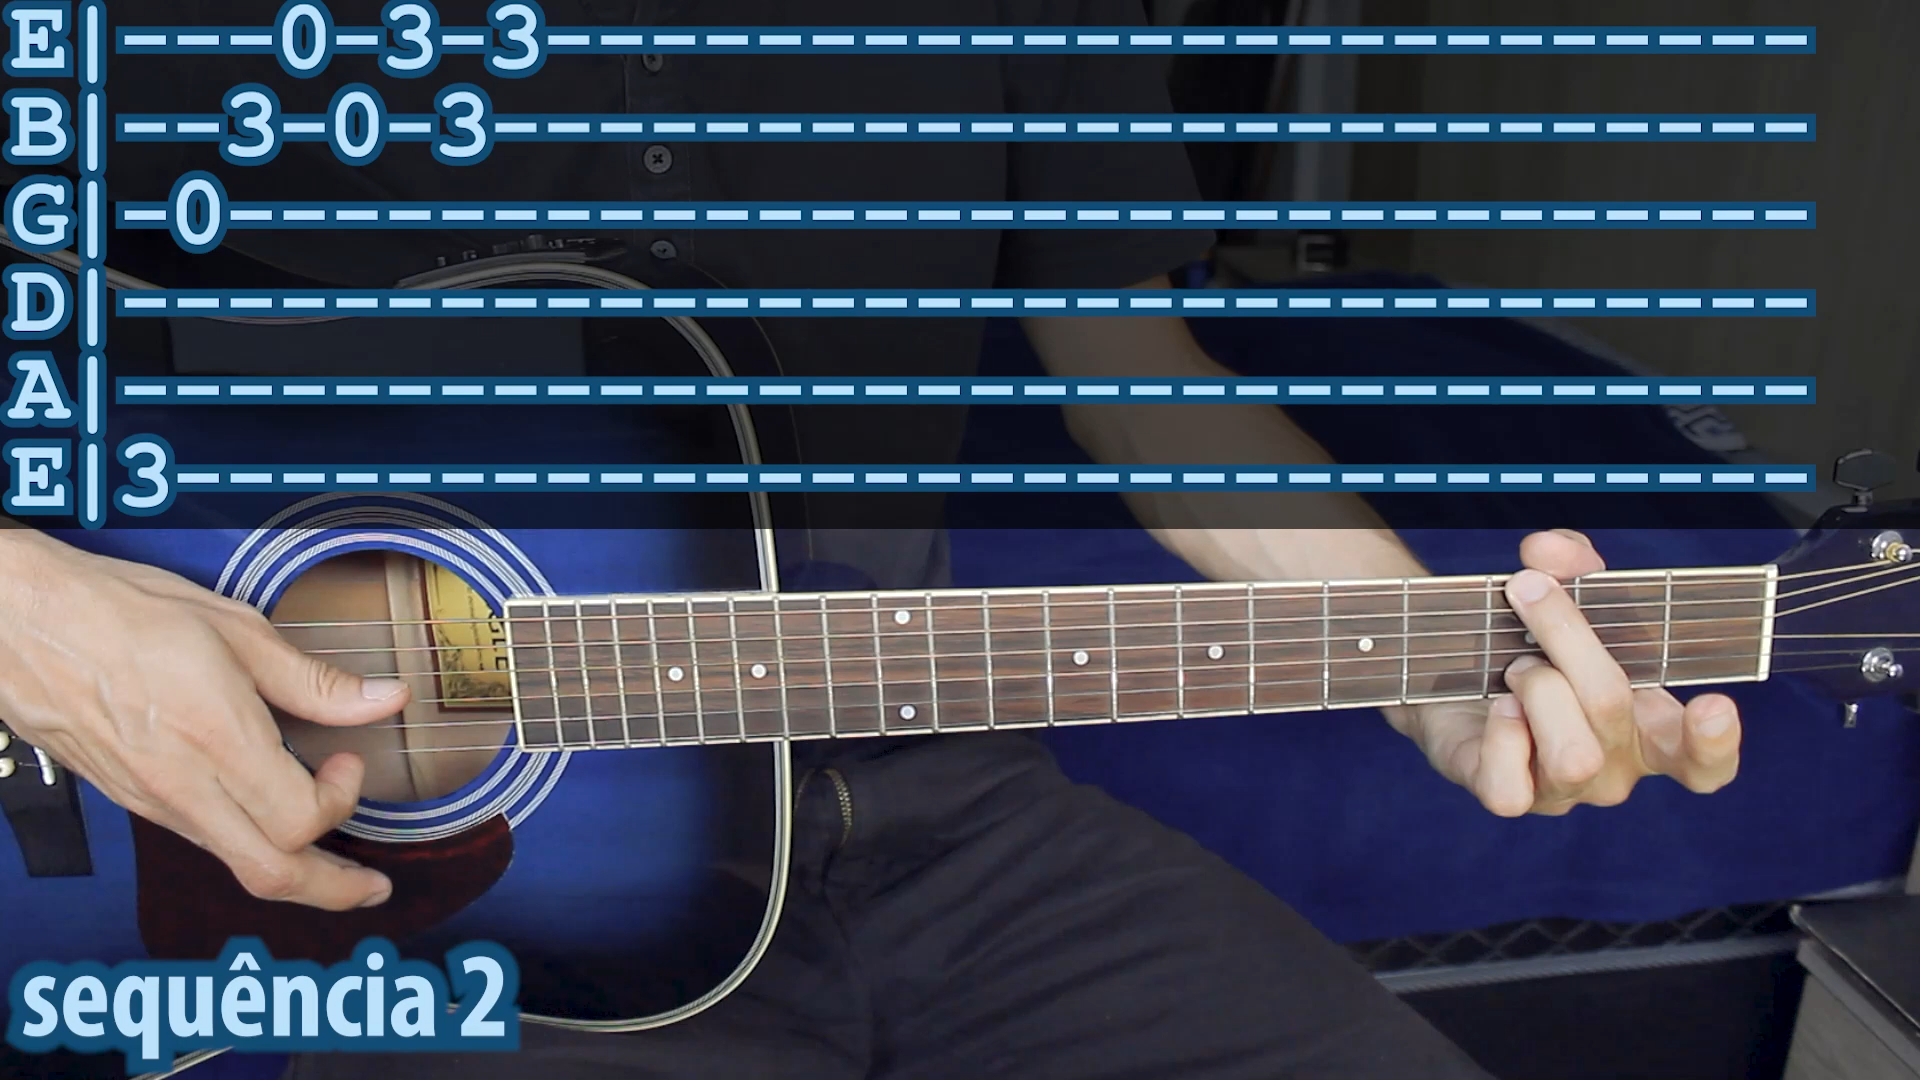 E|---0-3-3------------------------
B|--3-0-3-------------------------
G|-0------------------------------
D|--------------------------------
A|--------------------------------
E|3-------------------------------
sequência 2